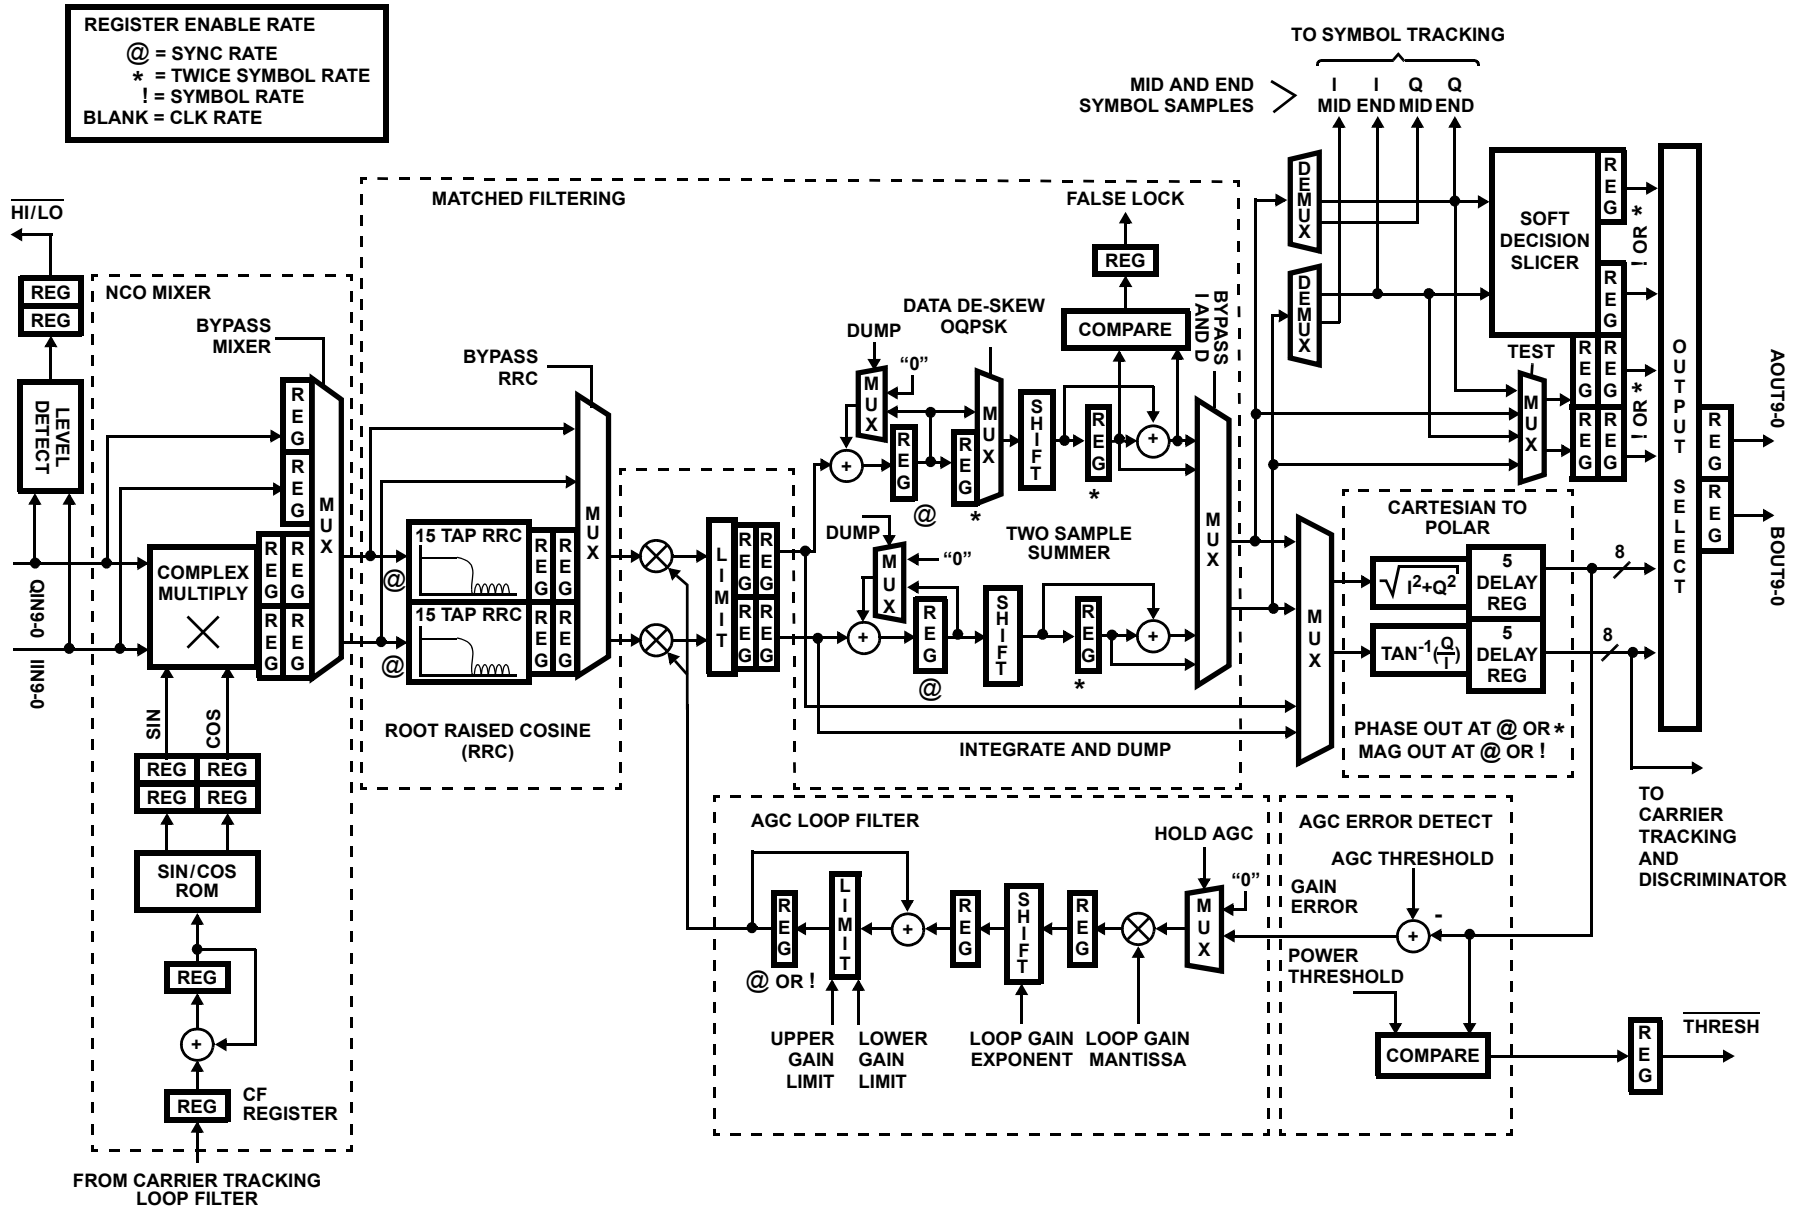 REGISTER ENABLE RATE
@ = SYNC RATE
* = TWICE SYMBOL RATE
! = SYMBOL RATE
BLANK = CLK RATE
TO SYMBOL TRACKING
MID AND END
SYMBOL SAMPLES
I I Q Q
MID END MID END
HI/LO
REG
REG
LEVEL
DETECT
QIN9-0
IIN9-0
NCO MIXER
BYPASS
MIXER
REG
REG
MUX
COMPLEX
MULTIPLY
REG
REG
REG
REG
SIN
COS
REG
REG
REG
REG
SIN/COS
ROM
REG
+
REG
CF
REGISTER
FROM CARRIER TRACKING
LOOP FILTER
MATCHED FILTERING
BYPASS
RRC
@
15 TAP RRC
REG
REG
@
15 TAP RRC
REG
REG
MUX
ROOT RAISED COSINE
(RRC)
LIMIT
REG
REG
REG
REG
DUMP
"0"
MUX
+
REG
@
DATA DE-SKEW
OQPSK
REG
*
MUX
SHIFT
REG
*
+
FALSE LOCK
REG
COMPARE
BYPASS
I AND D
MUX
DUMP
"0"
MUX
+
REG
@
SHIFT
TWO SAMPLE
SUMMER
REG
*
+
INTEGRATE AND DUMP
DEMUX
DEMUX
SOFT
DECISION
SLICER
REG
* OR !
REG
TEST
MUX
REG
REG
REG
REG
* OR !
MUX
CARTESIAN TO
POLAR
√I²+Q²
5
DELAY
REG
8
TAN⁻¹(Q/I)
5
DELAY
REG
8
PHASE OUT AT @ OR *
MAG OUT AT @ OR !
OUTPUT SELECT
REG
REG
AOUT9-0
BOUT9-0
TO
CARRIER
TRACKING
AND
DISCRIMINATOR
AGC LOOP FILTER
HOLD AGC
"0"
MUX
REG
SHIFT
REG
+
LIMIT
REG
@ OR !
UPPER
GAIN
LIMIT
LOWER
GAIN
LIMIT
LOOP GAIN
EXPONENT
LOOP GAIN
MANTISSA
AGC ERROR DETECT
AGC THRESHOLD
GAIN
ERROR
-
+
POWER
THRESHOLD
COMPARE
REG
THRESH